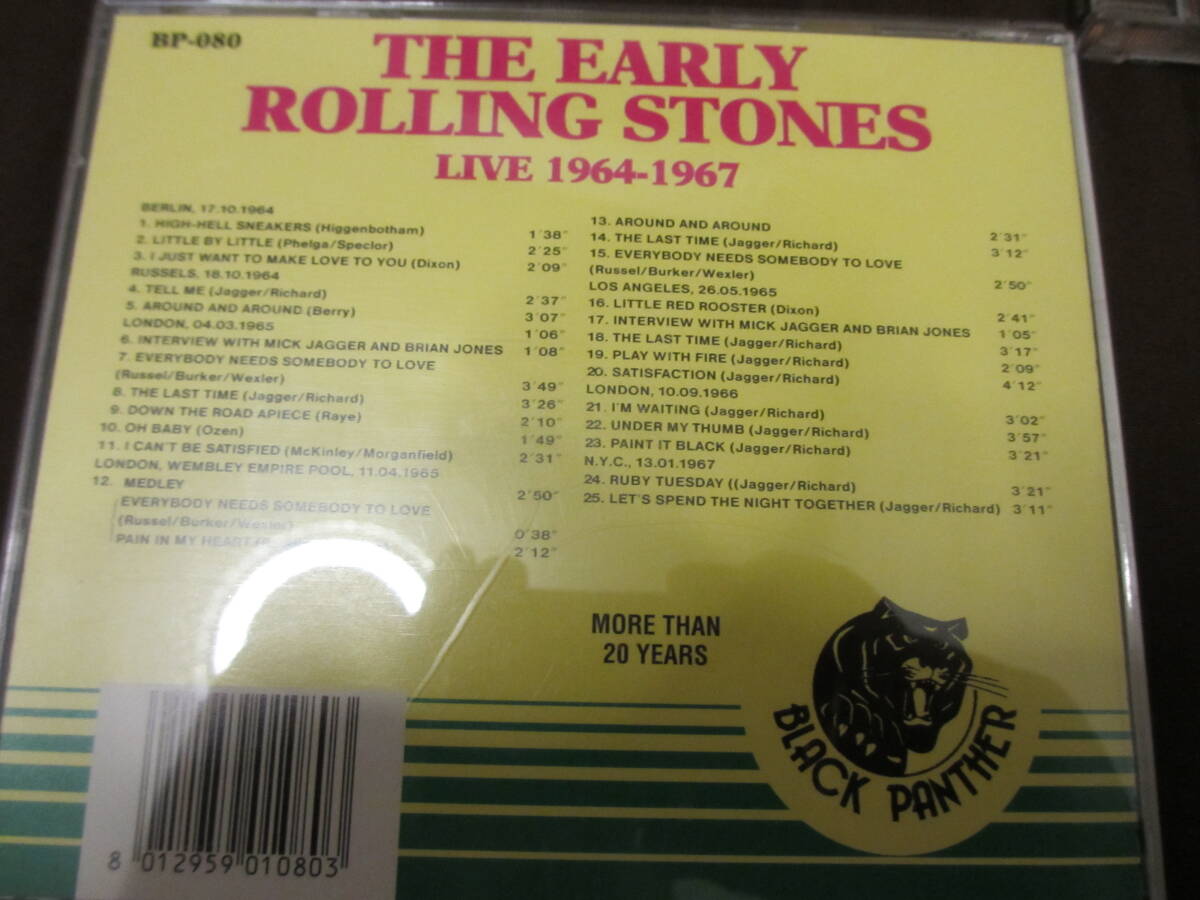 BP-080
THE EARLY
ROLLING STONES
LIVE 1964-1967
BERLIN, 17.10.1964
1. HIGH-HELL SNEAKERS (Higgenbotham) 1'38"
2. LITTLE BY LITTLE (Phelga/Speclor) 2'25
3. I JUST WANT TO MAKE LOVE TO YOU (Dixon) 2'09"
RUSSELS, 18.10.1964
4. TELL ME (Jagger/Richard) 2'37"
5. AROUND AND AROUND (Berry) 3'07"
LONDON, 04.03.1965
6. INTERVIEW WITH MICK JAGGER AND BRIAN JONES 1'06"
7. EVERYBODY NEEDS SOMEBODY TO LOVE 1'08"
(Russel/Burker/Wexler) 3'49"
8. THE LAST TIME (Jagger/Richard) 3'26"
9. DOWN THE ROAD APIECE (Raye) 2'10"
10. OH BABY (Ozen) 1'49"
11. I CAN'T BE SATISFIED (McKinley/Morganfield) 2'31"
LONDON, WEMBLEY EMPIRE POOL, 11.04.1965
12. MEDLEY 2'50"
EVERYBODY NEEDS SOMEBODY TO LOVE
(Russel/Burker/Wexler) 0'38"
PAIN IN MY HEART 2'12"
13. AROUND AND AROUND 2'31"
14. THE LAST TIME (Jagger/Richard) 3'12"
15. EVERYBODY NEEDS SOMEBODY TO LOVE
(Russel/Burker/Wexler) 2'50"
LOS ANGELES, 26.05.1965
16. LITTLE RED ROOSTER (Dixon) 2'41"
17. INTERVIEW WITH MICK JAGGER AND BRIAN JONES 1'05"
18. THE LAST TIME (Jagger/Richard) 3'17"
19. PLAY WITH FIRE (Jagger/Richard) 2'09"
20. SATISFACTION (Jagger/Richard) 4'12"
LONDON, 10.09.1966
21. I'M WAITING (Jagger/Richard) 3'02"
22. UNDER MY THUMB (Jagger/Richard) 3'57"
23. PAINT IT BLACK (Jagger/Richard) 3'21"
N.Y.C., 13.01.1967
24. RUBY TUESDAY ((Jagger/Richard) 3'21"
25. LET'S SPEND THE NIGHT TOGETHER (Jagger/Richard) 3'11"
MORE THAN
20 YEARS
BLACK PANTHER
8 012959 010803